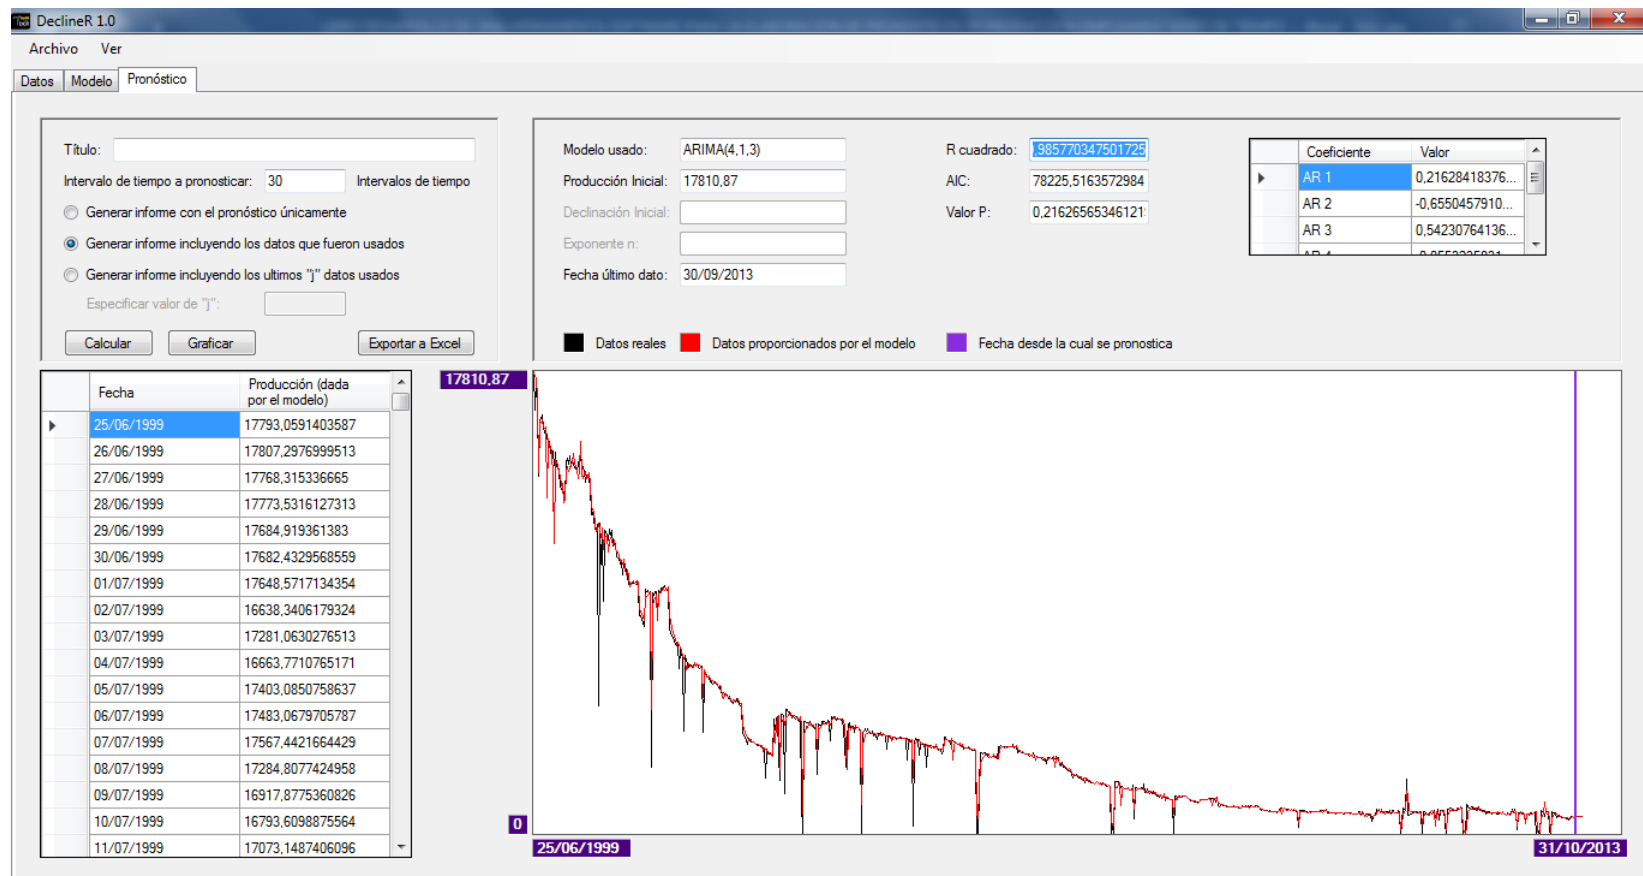 DeclineR 1.0
Archivo Ver
Datos Modelo Pronóstico
Título:
Intervalo de tiempo a pronosticar: 30 Intervalos de tiempo
Generar informe con el pronóstico únicamente
Generar informe incluyendo los datos que fueron usados
Generar informe incluyendo los ultimos "j" datos usados
Especificar valor de "j":
Calcular Graficar Exportar a Excel
Modelo usado: ARIMA(4,1,3)
Producción Inicial: 17810,87
Declinación Inicial:
Exponente n:
Fecha último dato: 30/09/2013
R cuadrado: ,985770347501725
AIC: 78225,5163572984
Valor P: 0,21626565346121
Coeficiente Valor
AR 1 0,21628418376...
AR 2 -0,6550457910...
AR 3 0,54230764136...
Datos reales Datos proporcionados por el modelo Fecha desde la cual se pronostica
Fecha Producción (dada
por el modelo)
25/06/1999 17793,0591403587
26/06/1999 17807,2976999513
27/06/1999 17768,315336665
28/06/1999 17773,5316127313
29/06/1999 17684,919361383
30/06/1999 17682,4329568559
01/07/1999 17648,5717134354
02/07/1999 16638,3406179324
03/07/1999 17281,0630276513
04/07/1999 16663,7710765171
05/07/1999 17403,0850758637
06/07/1999 17483,0679705787
07/07/1999 17567,4421664429
08/07/1999 17284,8077424958
09/07/1999 16917,8775360826
10/07/1999 16793,6098875564
11/07/1999 17073,1487406096
17810,87
0
25/06/1999 31/10/2013